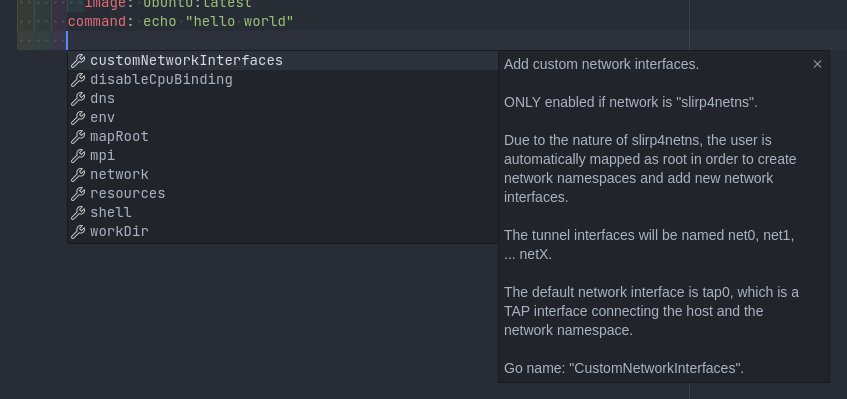 image: ubuntu:latest
command: echo "hello world"
customNetworkInterfaces
disableCpuBinding
dns
env
mapRoot
mpi
network
resources
shell
workDir
Add custom network interfaces.
ONLY enabled if network is "slirp4netns".
Due to the nature of slirp4netns, the user is
automatically mapped as root in order to create
network namespaces and add new network
interfaces.
The tunnel interfaces will be named net0, net1,
... netX.
The default network interface is tap0, which is a
TAP interface connecting the host and the
network namespace.
Go name: "CustomNetworkInterfaces".